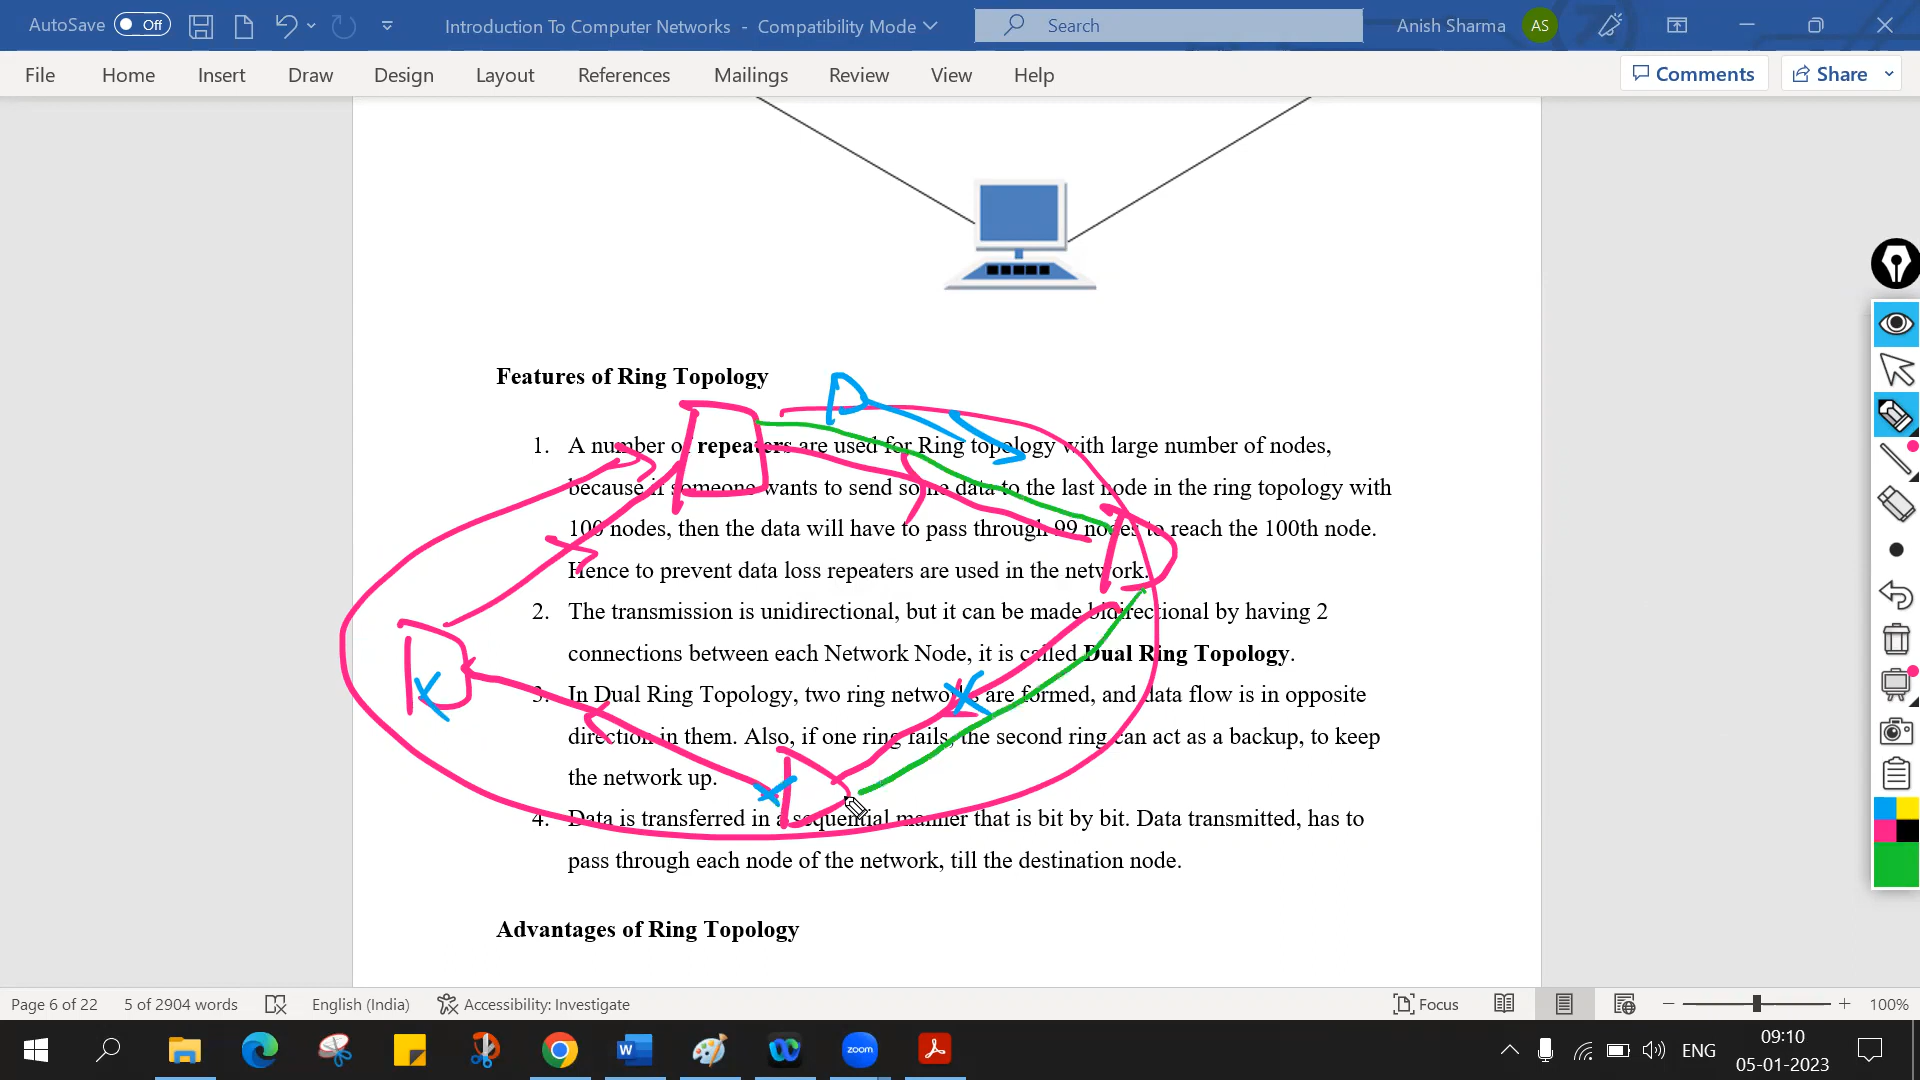 AutoSave Off Introduction To Computer Networks - Compatibility Mode Search Anish Sharma AS
File Home Insert Draw Design Layout References Mailings Review View Help Comments Share
Features of Ring Topology
1. A number of repeaters are used for Ring topology with large number of nodes,
because if someone wants to send some data to the last node in the ring topology with
100 nodes, then the data will have to pass through 99 nodes to reach the 100th node.
Hence to prevent data loss repeaters are used in the network.
2. The transmission is unidirectional, but it can be made bidirectional by having 2
connections between each Network Node, it is called Dual Ring Topology.
3. In Dual Ring Topology, two ring networks are formed, and data flow is in opposite
direction in them. Also, if one ring fails, the second ring can act as a backup, to keep
the network up.
4. Data is transferred in a sequential manner that is bit by bit. Data transmitted, has to
pass through each node of the network, till the destination node.
Advantages of Ring Topology
Page 6 of 22 5 of 2904 words English (India) Accessibility: Investigate Focus 100%
W zoom ENG 09:10
05-01-2023